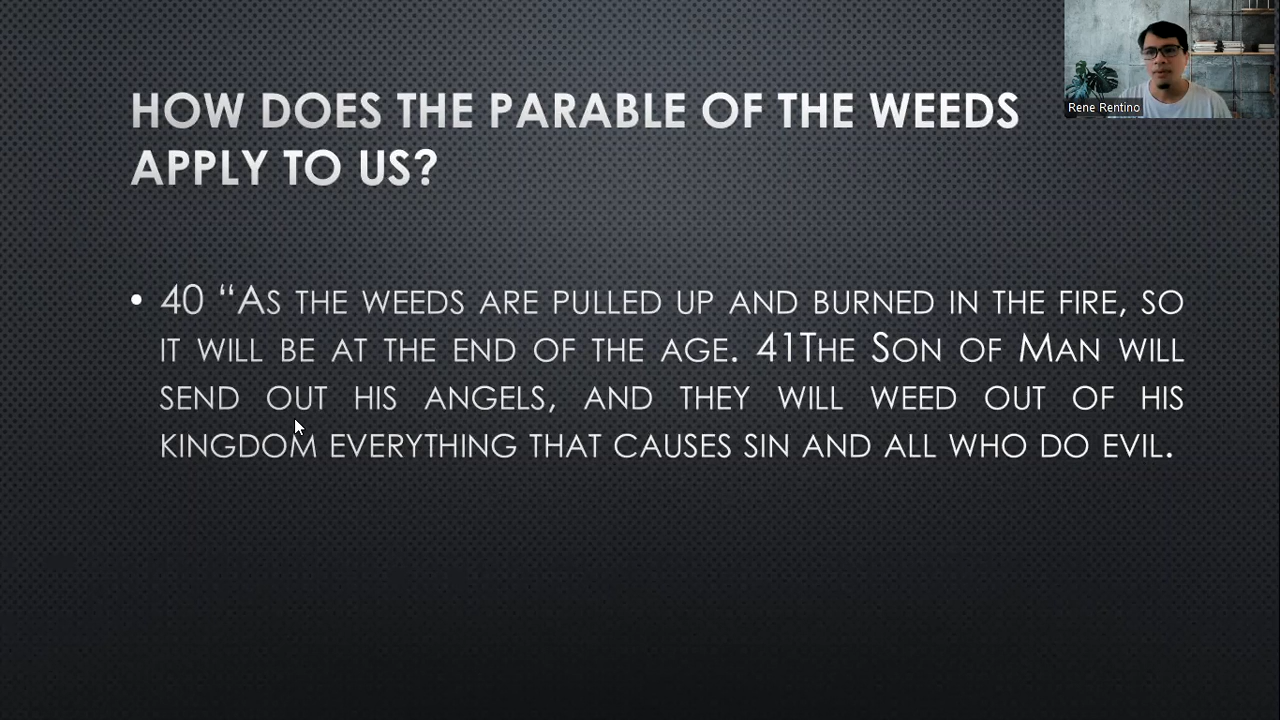 HOW DOES THE PARABLE OF THE WEEDS
APPLY TO US?
Rene Rentino
• 40 “AS THE WEEDS ARE PULLED UP AND BURNED IN THE FIRE, SO
IT WILL BE AT THE END OF THE AGE. 41THE SON OF MAN WILL
SEND OUT HIS ANGELS, AND THEY WILL WEED OUT OF HIS
KINGDOM EVERYTHING THAT CAUSES SIN AND ALL WHO DO EVIL.